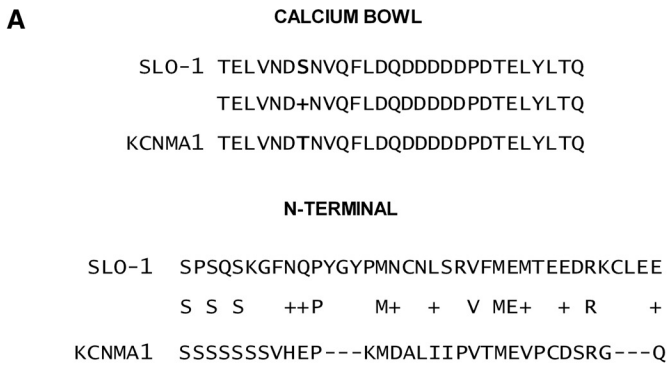 A
CALCIUM BOWL
SLO-1 TELVNDSNVQFLDQDDDDDPDTELYLTQ
TELVND+NVQFLDQDDDDDPDTELYLTQ
KCNMA1 TELVNDTNVQFLDQDDDDDPDTELYLTQ
N-TERMINAL
SLO-1 SPSQSKGFNQPYGYPMNCNLSRVFMEMTEEDRKCLEE
S S S ++P M+ + V ME+ + R +
KCNMA1 SSSSSSSVHEP---KMDALIIPVTMEVPCDSRG---Q